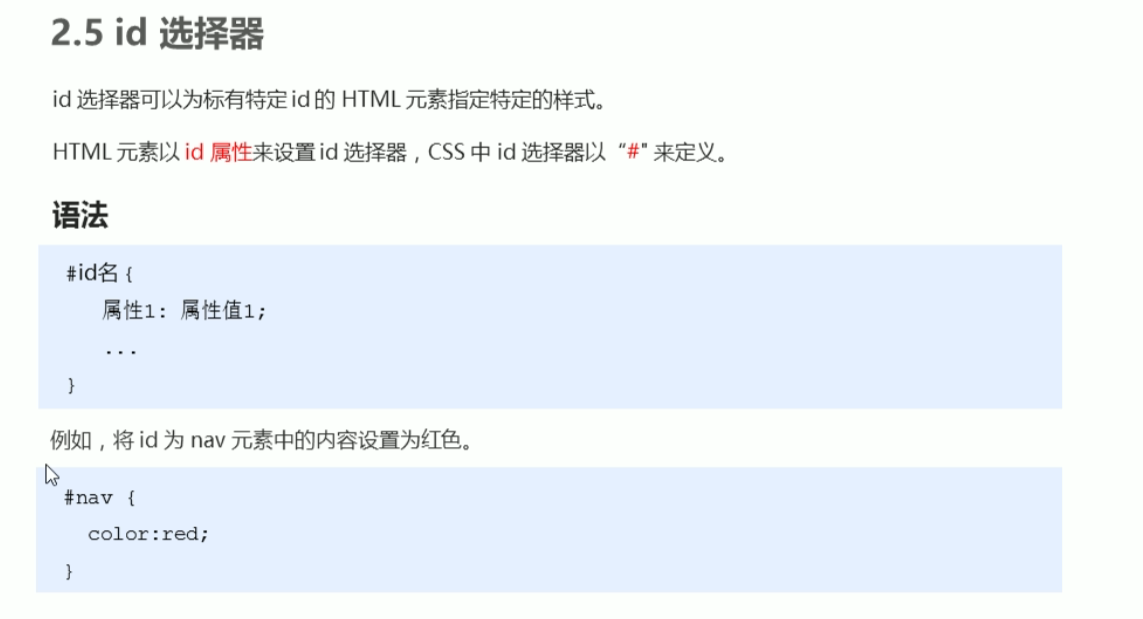 2.5 id 选择器
id 选择器可以为标有特定 id 的 HTML 元素指定特定的样式。
HTML 元素以 id 属性来设置 id 选择器，CSS 中 id 选择器以“#" 来定义。
语法
#id名 {
属性1: 属性值1;
...
}
例如，将 id 为 nav 元素中的内容设置为红色。
#nav {
color:red;
}